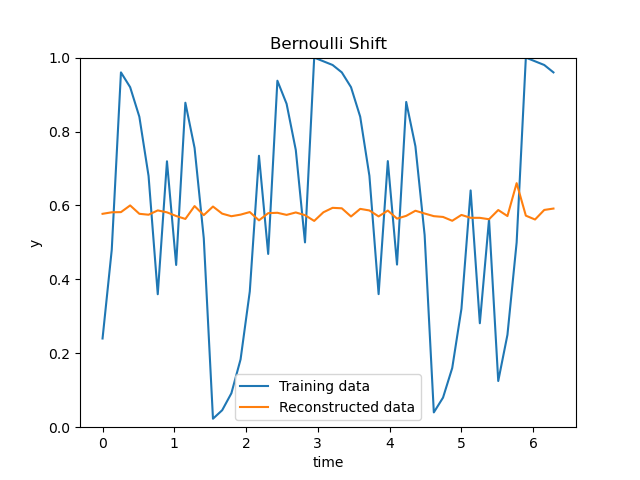 Bernoulli Shift
1.0
0.8
0.6
0.4
0.2
0.0
y
Training data
Reconstructed data
0 1 2 3 4 5 6
time